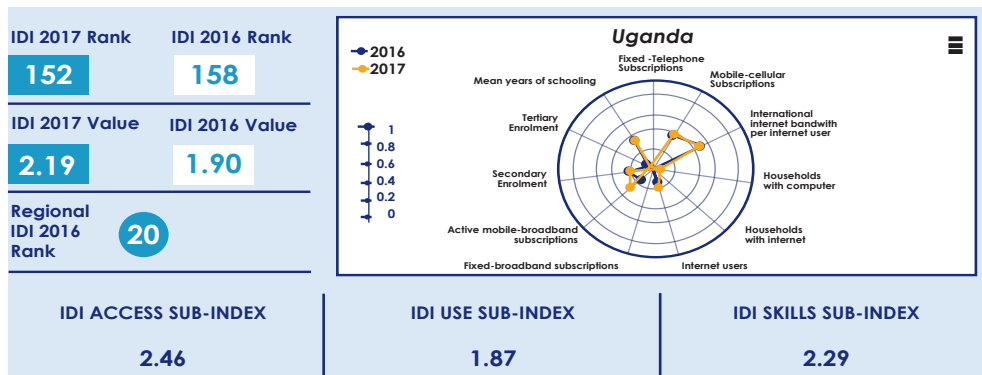 IDI 2017 Rank
IDI 2016 Rank
152
158
IDI 2017 Value
IDI 2016 Value
2.19
1.90
Regional
IDI 2016
Rank
20
Uganda
2016
2017
1
0.8
0.6
0.4
0.2
0
Fixed -Telephone
Subscriptions
Mobile-cellular
Subscriptions
International
internet bandwith
per internet user
Households
with computer
Households
with internet
Internet users
Fixed-broadband subscriptions
Active mobile-broadband
subscriptions
Secondary
Enrolment
Tertiary
Enrolment
Mean years of schooling
IDI ACCESS SUB-INDEX
2.46
IDI USE SUB-INDEX
1.87
IDI SKILLS SUB-INDEX
2.29